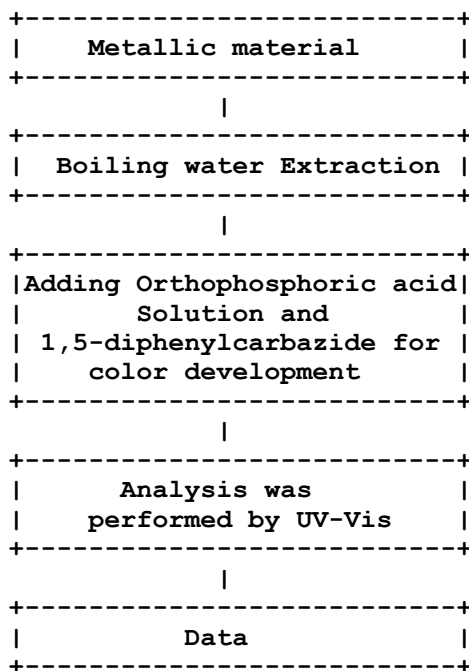 Metallic material
Boiling water Extraction
Adding Orthophosphoric acid
Solution and
1,5-diphenylcarbazide for
color development
Analysis was
performed by UV-Vis
Data